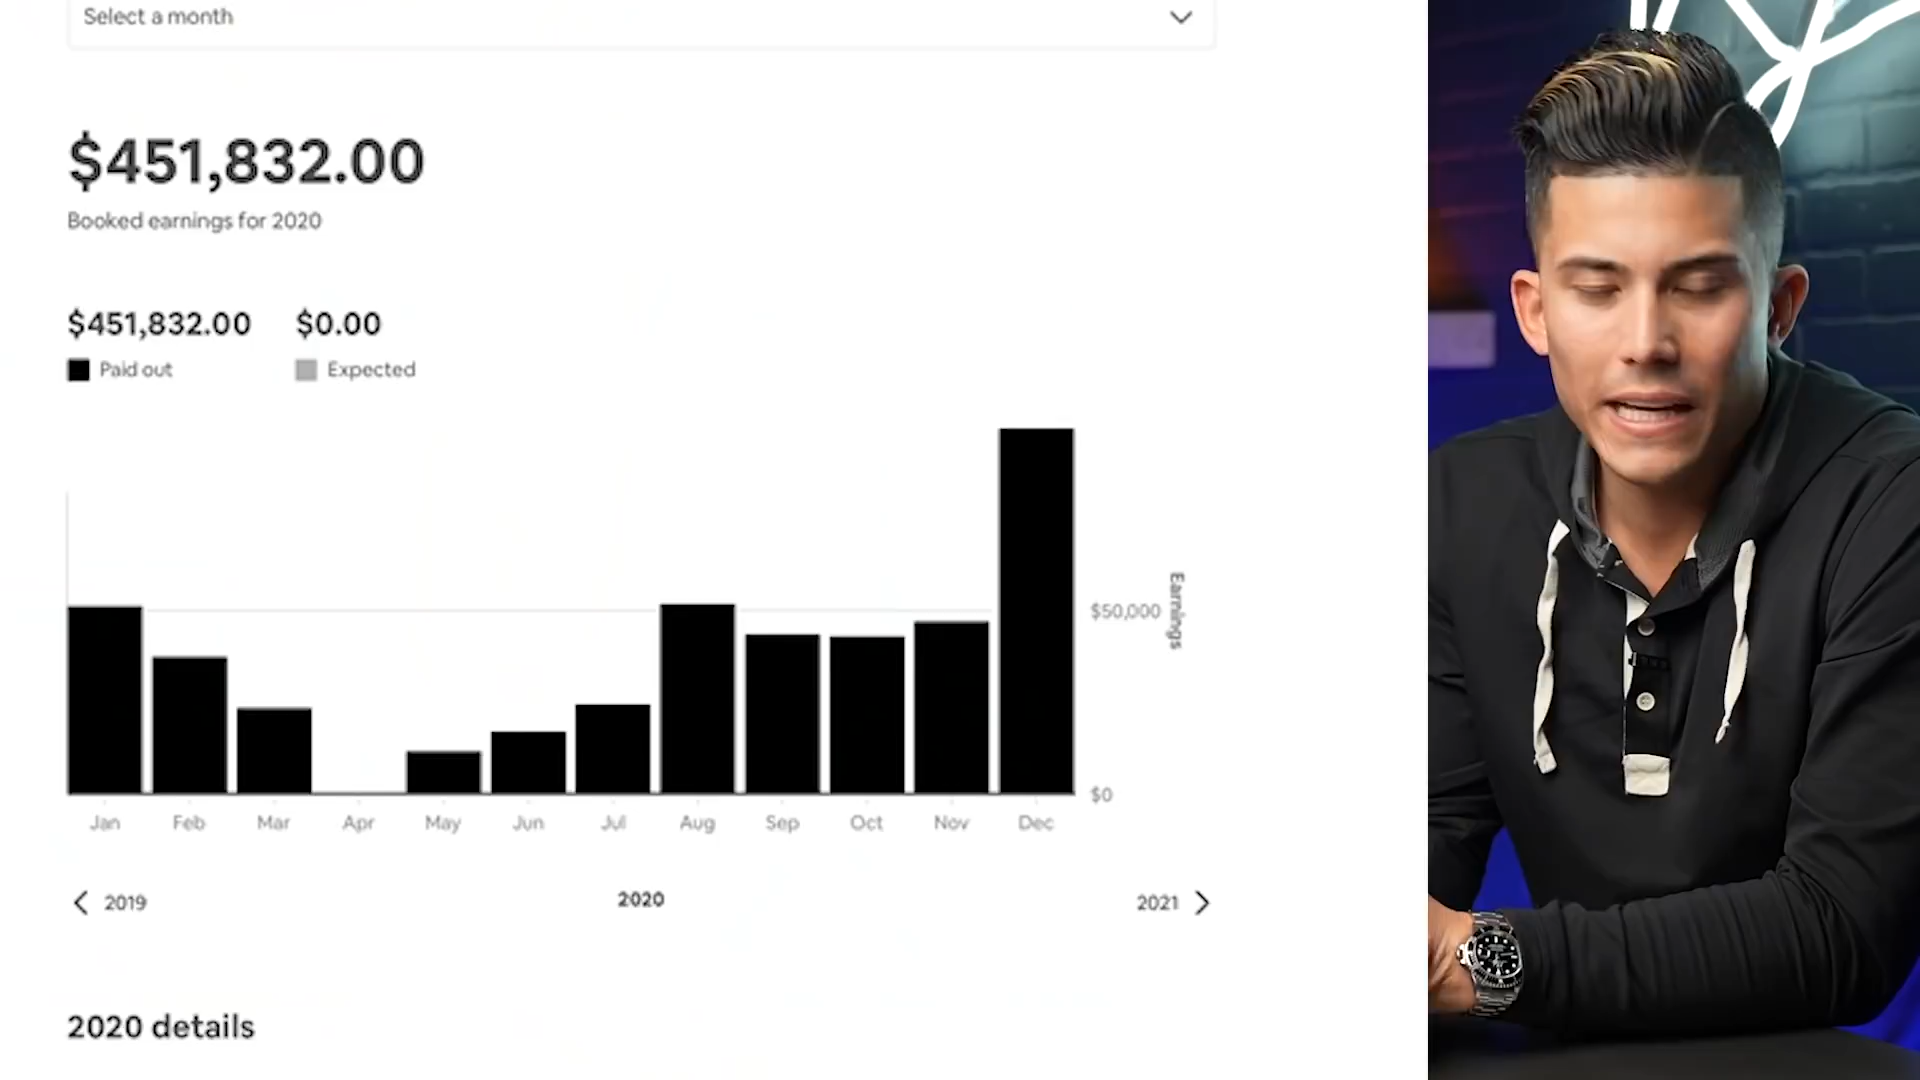 Select a month
$451,832.00
Booked earnings for 2020
$451,832.00 $0.00
Paid out Expected
$50,000
Earnings
$0
Jan Feb Mar Apr May Jun Jul Aug Sep Oct Nov Dec
2019 2020 2021
2020 details